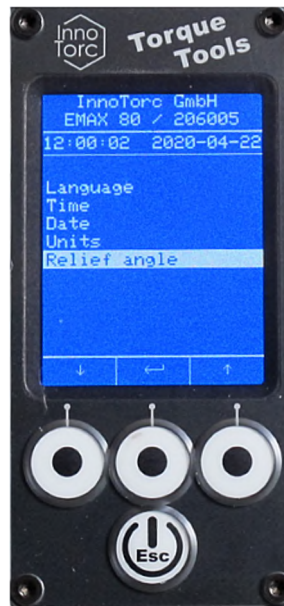 Inno
Torc
Torque
Tools
InnoTorc GmbH
EMAX 80 / 206005
12:00:02 2020-04-22
Language
Time
Date
Units
Relief angle
↓ ↵ ↑
Esc